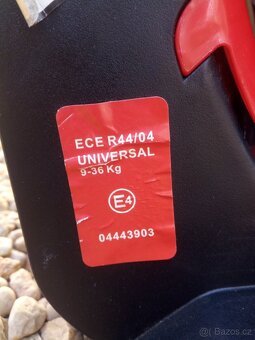 ECE R44/04
UNIVERSAL
9-36 Kg
E4
04443903
Bazos.cz